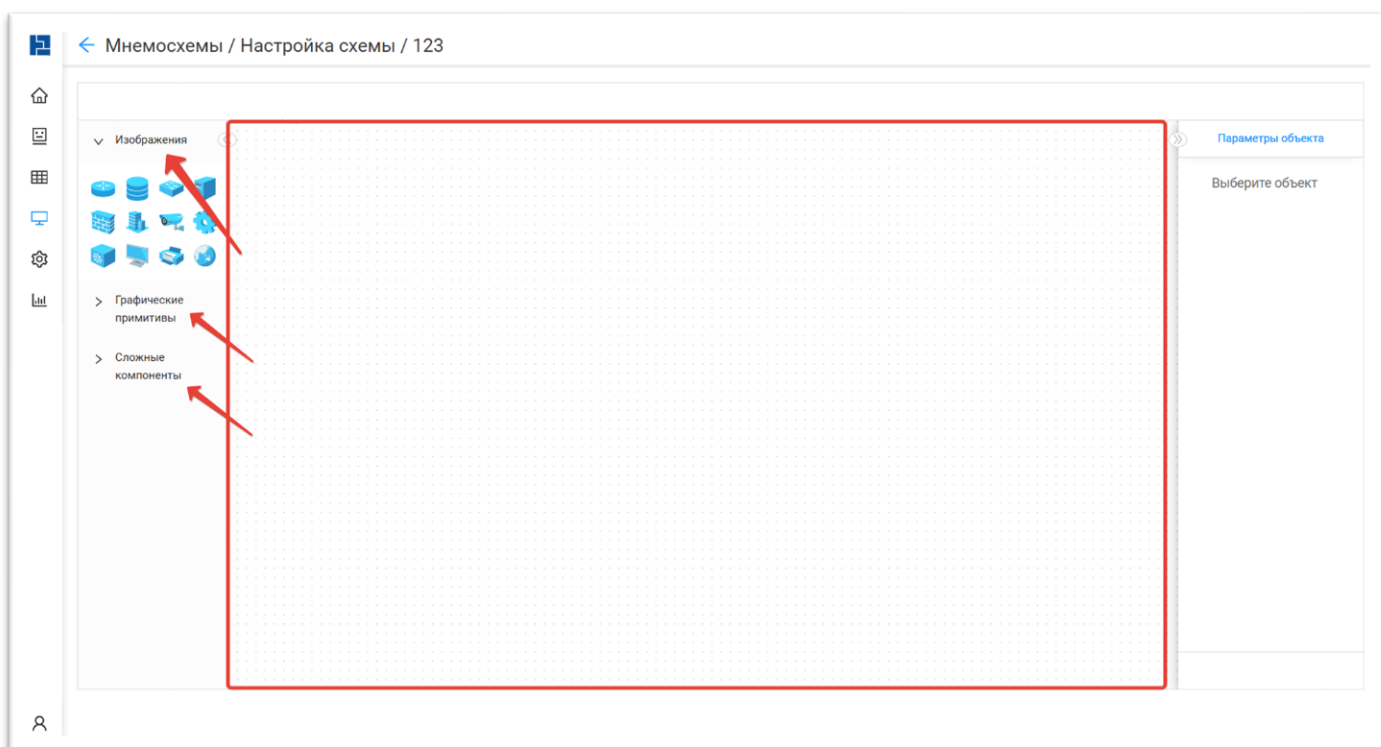 Мнемосхемы / Настройка схемы / 123
Изображения
Графические
примитивы
Сложные
компоненты
Параметры объекта
Выберите объект